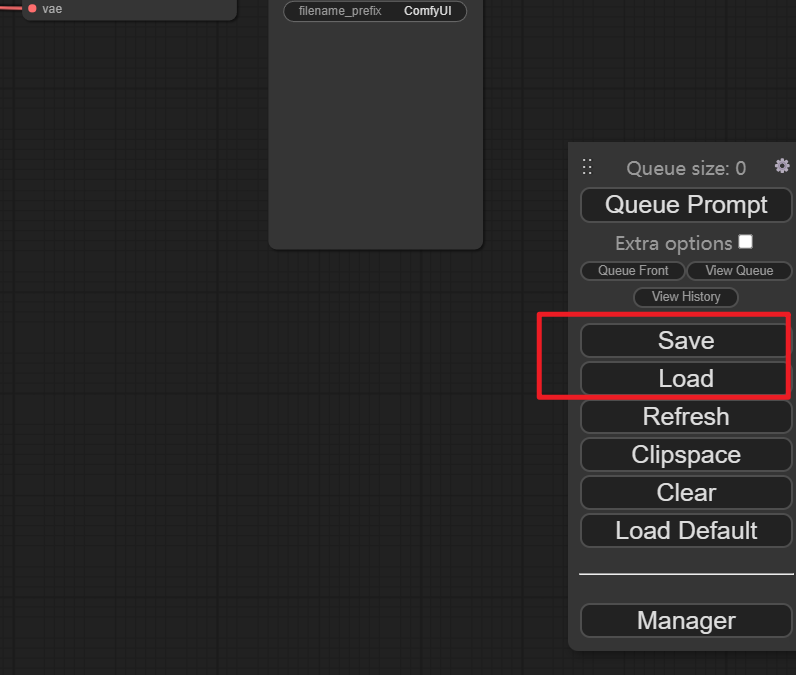 vae
filename_prefix ComfyUI
Queue size: 0
Queue Prompt
Extra options
Queue Front View Queue
View History
Save
Load
Refresh
Clipspace
Clear
Load Default
Manager